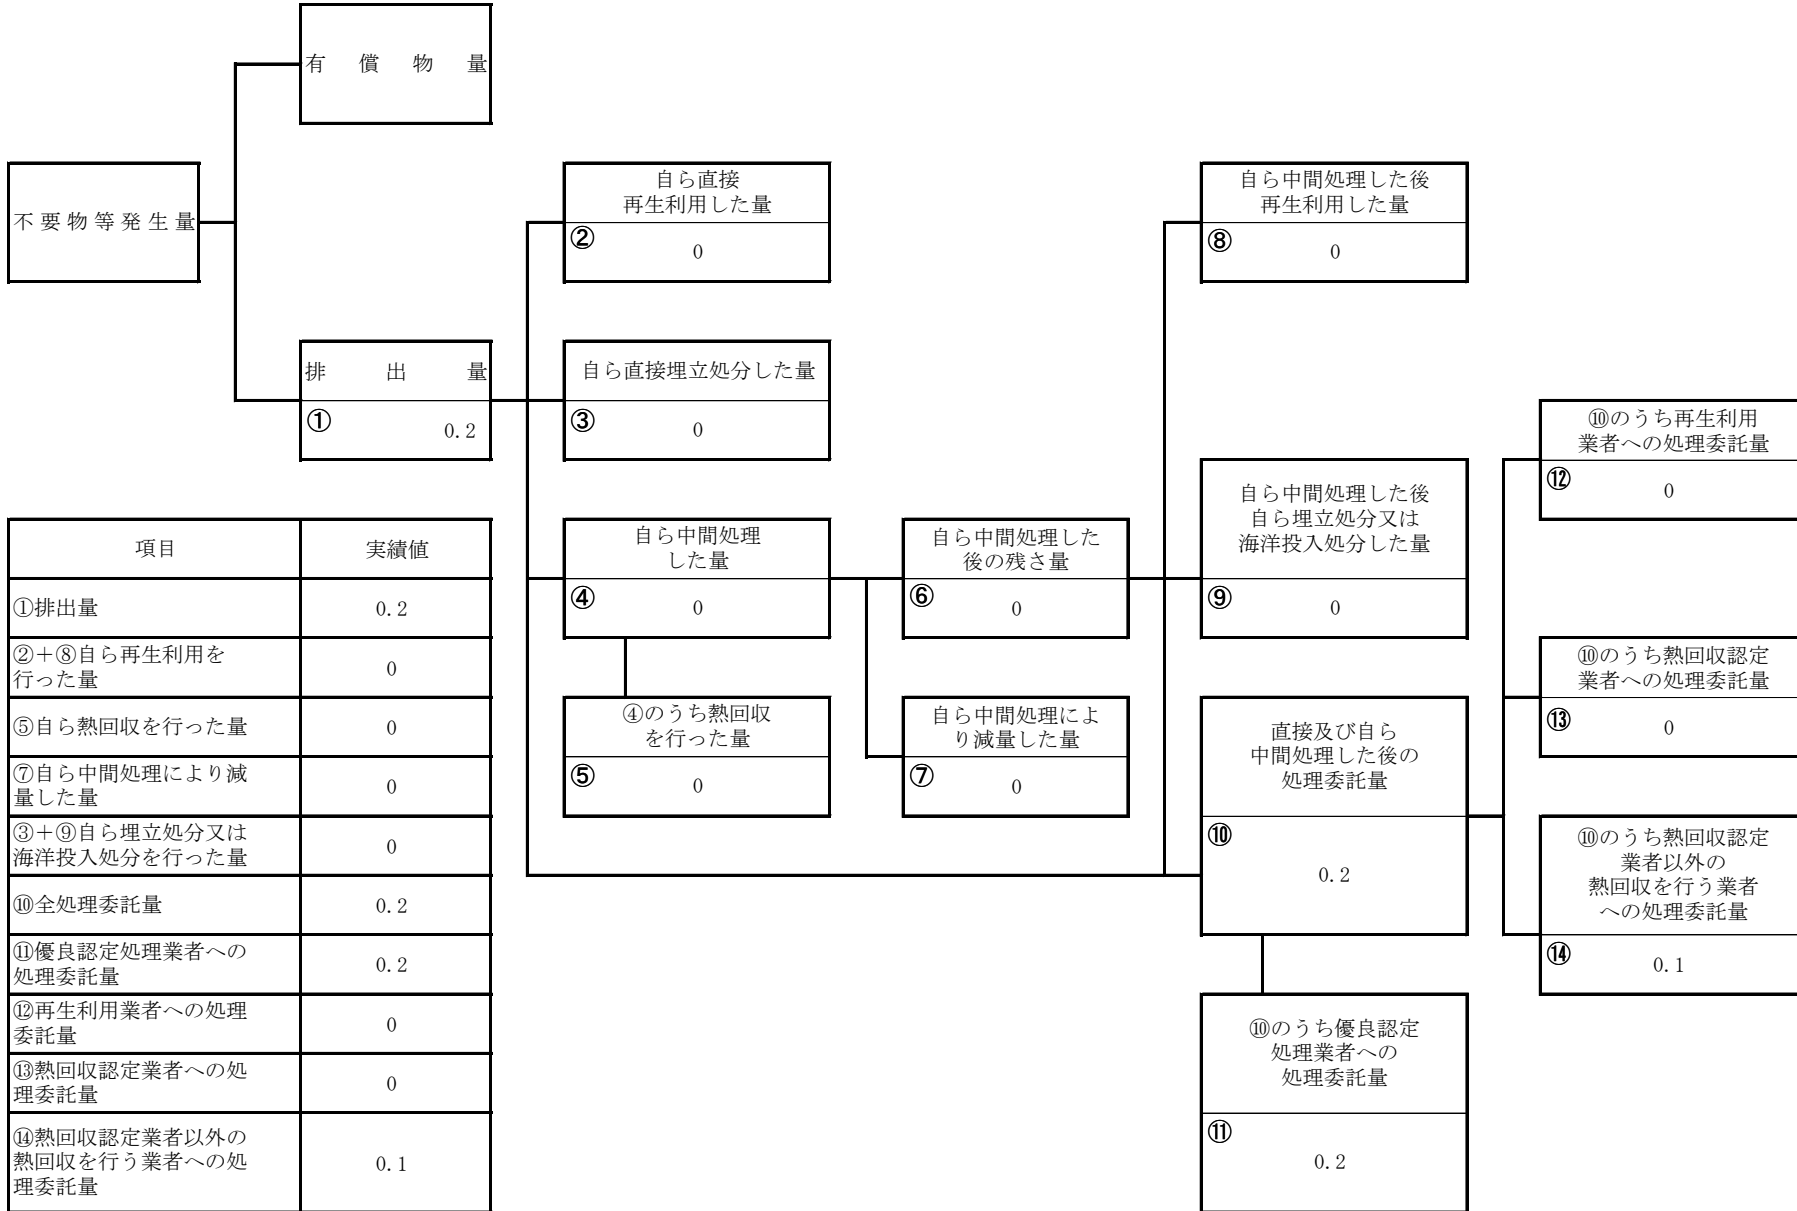 有償物量
不要物等発生量
排出量
① 0.2
自ら直接
再生利用した量
② 0
自ら直接埋立処分した量
③ 0
自ら中間処理
した量
④ 0
④のうち熱回収
を行った量
⑤ 0
自ら中間処理した
後の残さ量
⑥ 0
自ら中間処理によ
り減量した量
⑦ 0
自ら中間処理した後
再生利用した量
⑧ 0
自ら中間処理した後
自ら埋立処分又は
海洋投入処分した量
⑨ 0
直接及び自ら
中間処理した後の
処理委託量
⑩
0.2
⑩のうち優良認定
処理業者への
処理委託量
⑪
0.2
⑩のうち再生利用
業者への処理委託量
⑫ 0
⑩のうち熱回収認定
業者への処理委託量
⑬ 0
⑩のうち熱回収認定
業者以外の
熱回収を行う業者
への処理委託量
⑭ 0.1
項目 実績値
①排出量 0.2
②+⑧自ら再生利用を
行った量 0
⑤自ら熱回収を行った量 0
⑦自ら中間処理により減
量した量 0
③+⑨自ら埋立処分又は
海洋投入処分を行った量 0
⑩全処理委託量 0.2
⑪優良認定処理業者への
処理委託量 0.2
⑫再生利用業者への処理
委託量 0
⑬熱回収認定業者への処
理委託量 0
⑭熱回収認定業者以外の
熱回収を行う業者への処
理委託量 0.1